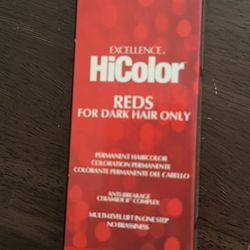 EXCELLENCE
HiColor
REDS
FOR DARK HAIR ONLY
PERMANENT HAIRCOLOR
COLORATION PERMANENTE
COLORANTE PERMANENTE DEL CABELLO
ANTI-BREAKAGE
CERAMIDE R COMPLEX
MULTI-LEVEL LIFT IN ONE STEP
NO BRASSINESS